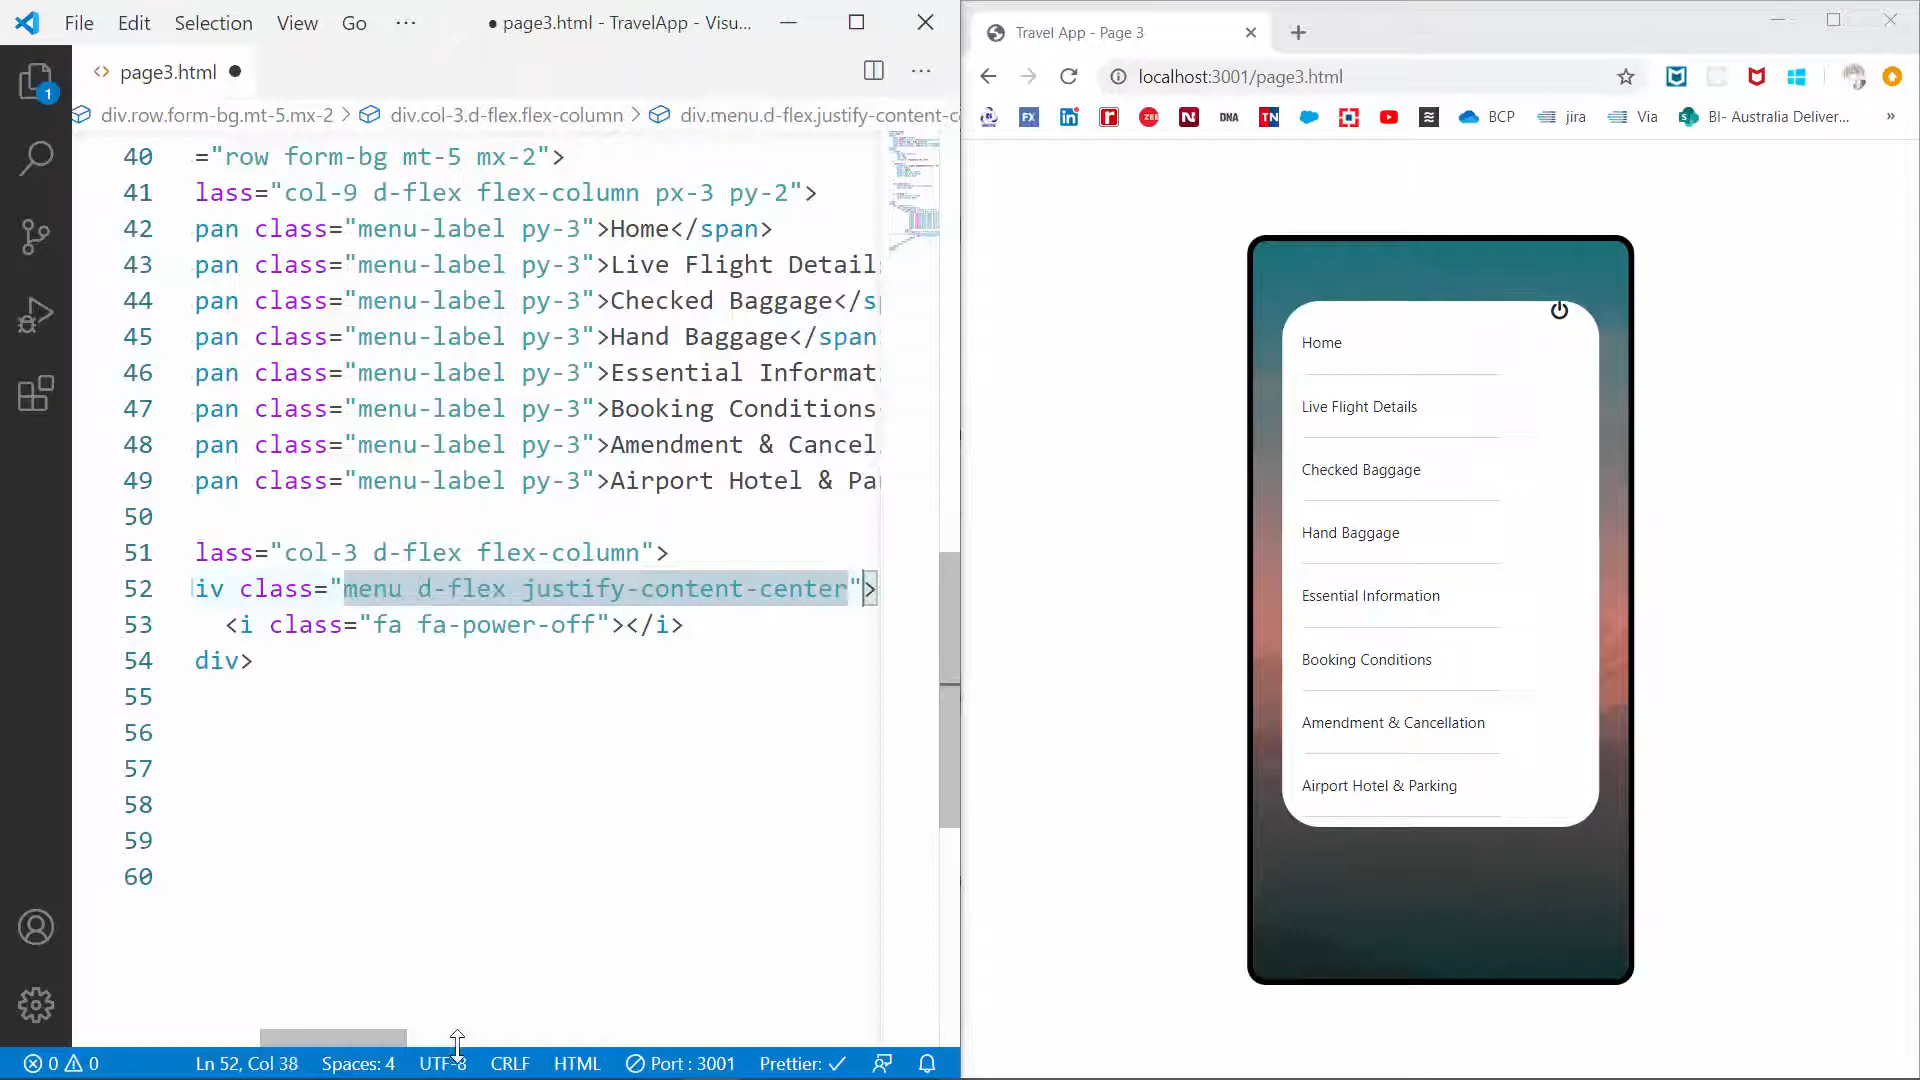 File Edit Selection View Go ··· ● page3.html - TravelApp - Visu...
page3.html ●
div.row.form-bg.mt-5.mx-2 > div.col-3.d-flex.flex-column > div.menu.d-flex.justify-content-c
40 ="row form-bg mt-5 mx-2">
41 lass="col-9 d-flex flex-column px-3 py-2">
42 pan class="menu-label py-3">Home</span>
43 pan class="menu-label py-3">Live Flight Detail
44 pan class="menu-label py-3">Checked Baggage</s
45 pan class="menu-label py-3">Hand Baggage</span
46 pan class="menu-label py-3">Essential Informat
47 pan class="menu-label py-3">Booking Conditions
48 pan class="menu-label py-3">Amendment & Cancel
49 pan class="menu-label py-3">Airport Hotel & Pa
50
51 lass="col-3 d-flex flex-column">
52 iv class="menu d-flex justify-content-center">
53 <i class="fa fa-power-off"></i>
54 div>
55
56
57
58
59
60
1
0 0 Ln 52, Col 38 Spaces: 4 UTF-8 CRLF HTML Port : 3001 Prettier: ✓
Travel App - Page 3
localhost:3001/page3.html
FX in ZEE N DNA TN BCP jira Via BI- Australia Deliver... »
Home
Live Flight Details
Checked Baggage
Hand Baggage
Essential Information
Booking Conditions
Amendment & Cancellation
Airport Hotel & Parking